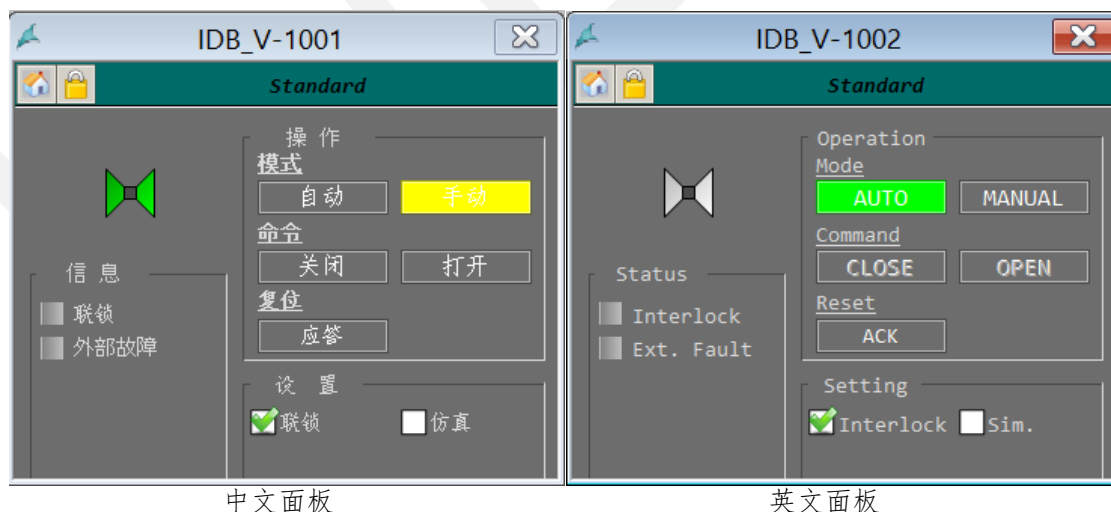 IDB_V-1001
Standard
操 作
模式
自动 手动
命令
关闭 打开
复位
应答
信 息
联锁
外部故障
设 置
联锁 仿真
中文面板
IDB_V-1002
Standard
Operation
Mode
AUTO MANUAL
Command
CLOSE OPEN
Reset
ACK
Status
Interlock
Ext. Fault
Setting
Interlock Sim.
英文面板